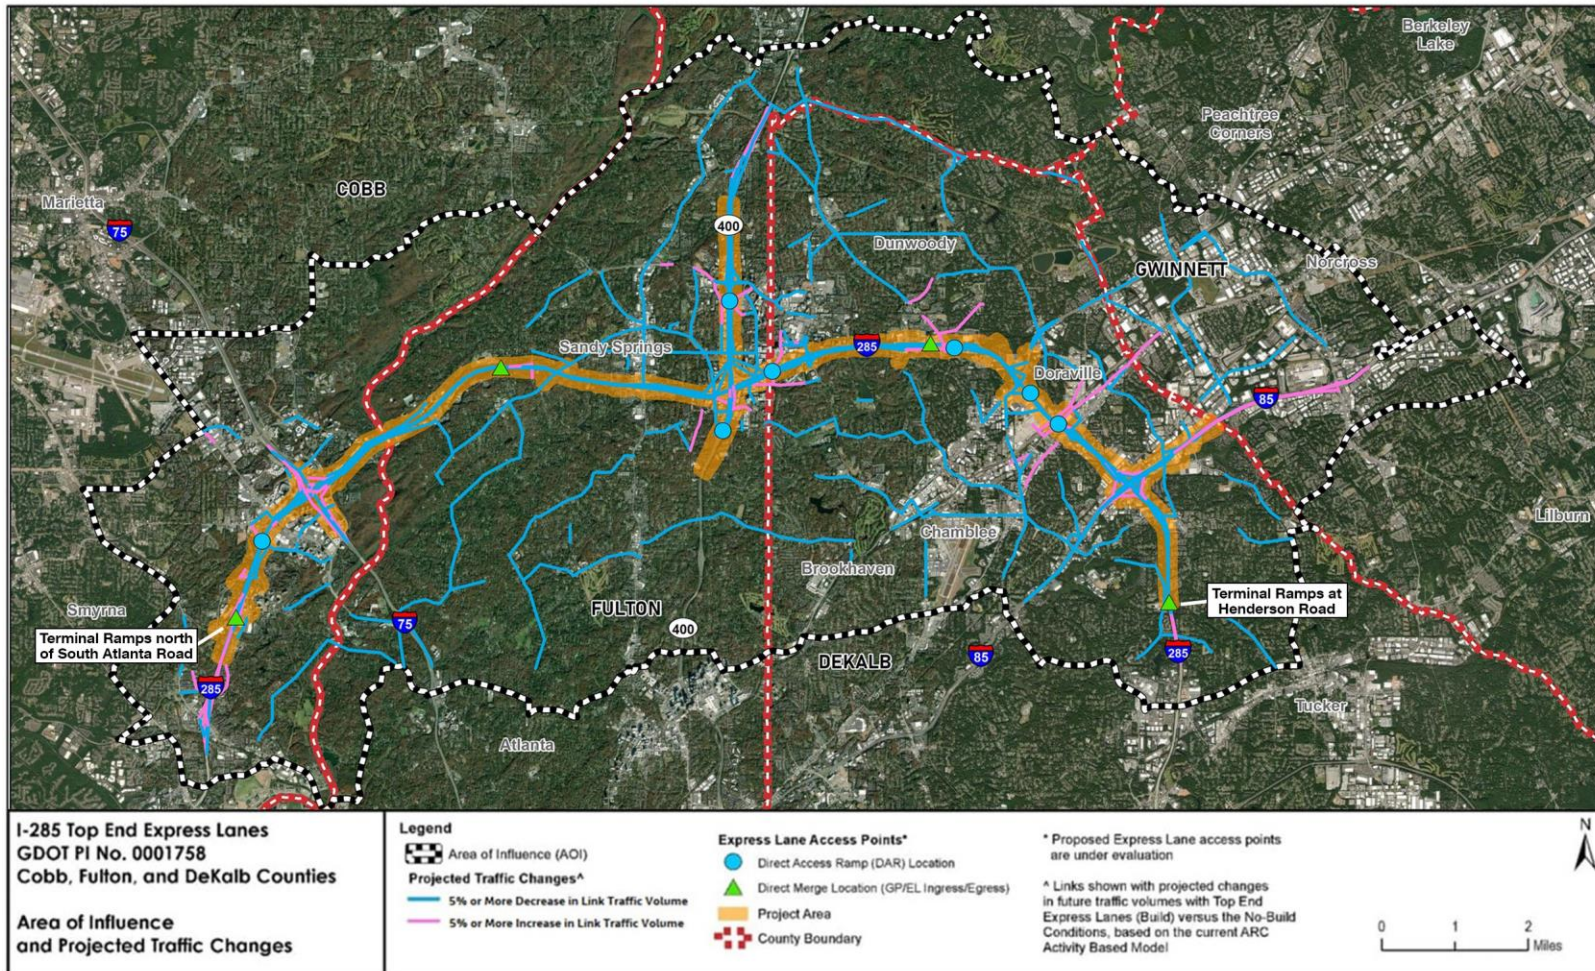 Berkeley
Lake
Peachtree
Corners
COBB
Marietta
75
400
Dunwoody
GWINNETT
Norcross
Sandy Springs
285
Doraville
85
Lilburn
Chamblee
Brookhaven
Smyrna
FULTON
75
400
Terminal Ramps at
Henderson Road
Terminal Ramps north
of South Atlanta Road
DEKALB
85
285
285
Tucker
Atlanta
I-285 Top End Express Lanes
GDOT PI No. 0001758
Cobb, Fulton, and DeKalb Counties
Area of Influence
and Projected Traffic Changes
Legend
Area of Influence (AOI)
Projected Traffic Changes^
5% or More Decrease in Link Traffic Volume
5% or More Increase in Link Traffic Volume
Express Lane Access Points*
Direct Access Ramp (DAR) Location
Direct Merge Location (GP/EL Ingress/Egress)
Project Area
County Boundary
* Proposed Express Lane access points
are under evaluation
^ Links shown with projected changes
in future traffic volumes with Top End
Express Lanes (Build) versus the No-Build
Conditions, based on the current ARC
Activity Based Model
N
0 1 2
Miles